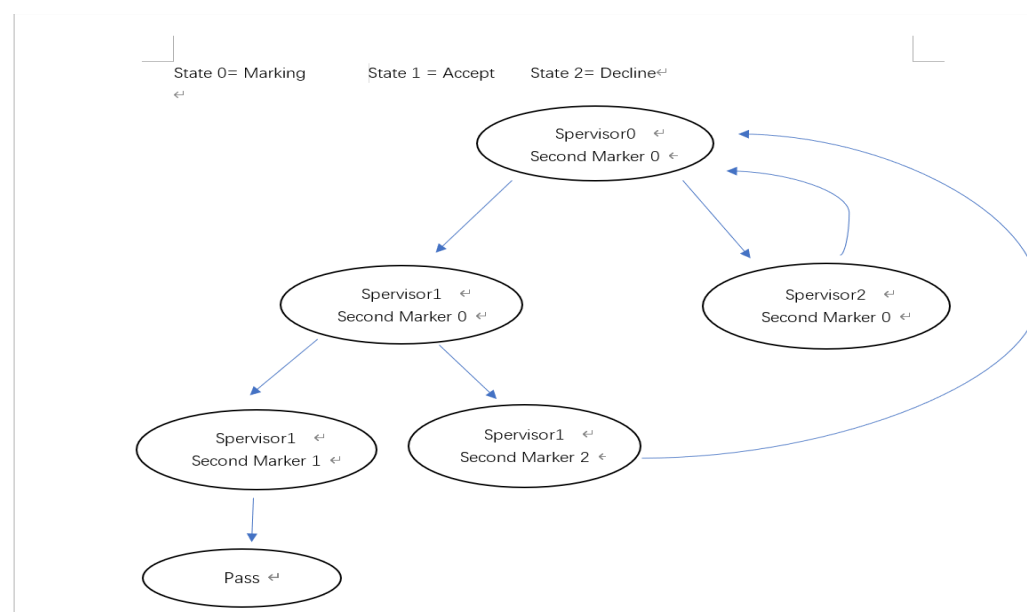 State 0= Marking State 1 = Accept State 2= Decline
Spervisor0
Second Marker 0
Spervisor1
Second Marker 0
Spervisor2
Second Marker 0
Spervisor1
Second Marker 1
Spervisor1
Second Marker 2
Pass